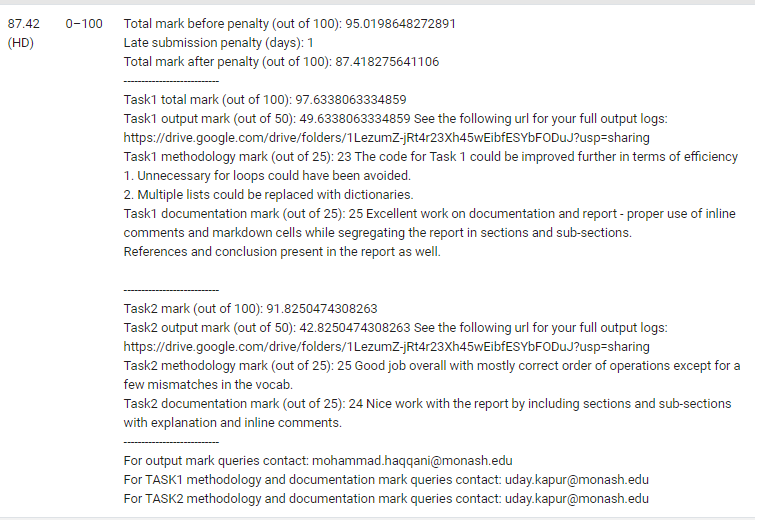 87.42 0–100 Total mark before penalty (out of 100): 95.0198648272891
(HD) Late submission penalty (days): 1
Total mark after penalty (out of 100): 87.418275641106
---------------------------
Task1 total mark (out of 100): 97.6338063334859
Task1 output mark (out of 50): 49.6338063334859 See the following url for your full output logs:
https://drive.google.com/drive/folders/1LezumZ-jRt4r23Xh45wEibfESYbFODuJ?usp=sharing
Task1 methodology mark (out of 25): 23 The code for Task 1 could be improved further in terms of efficiency
1. Unnecessary for loops could have been avoided.
2. Multiple lists could be replaced with dictionaries.
Task1 documentation mark (out of 25): 25 Excellent work on documentation and report - proper use of inline
comments and markdown cells while segregating the report in sections and sub-sections.
References and conclusion present in the report as well.
---------------------------
Task2 mark (out of 100): 91.8250474308263
Task2 output mark (out of 50): 42.8250474308263 See the following url for your full output logs:
https://drive.google.com/drive/folders/1LezumZ-jRt4r23Xh45wEibfESYbFODuJ?usp=sharing
Task2 methodology mark (out of 25): 25 Good job overall with mostly correct order of operations except for a
few mismatches in the vocab.
Task2 documentation mark (out of 25): 24 Nice work with the report by including sections and sub-sections
with explanation and inline comments.
---------------------------
For output mark queries contact: mohammad.haqqani@monash.edu
For TASK1 methodology and documentation mark queries contact: uday.kapur@monash.edu
For TASK2 methodology and documentation mark queries contact: uday.kapur@monash.edu